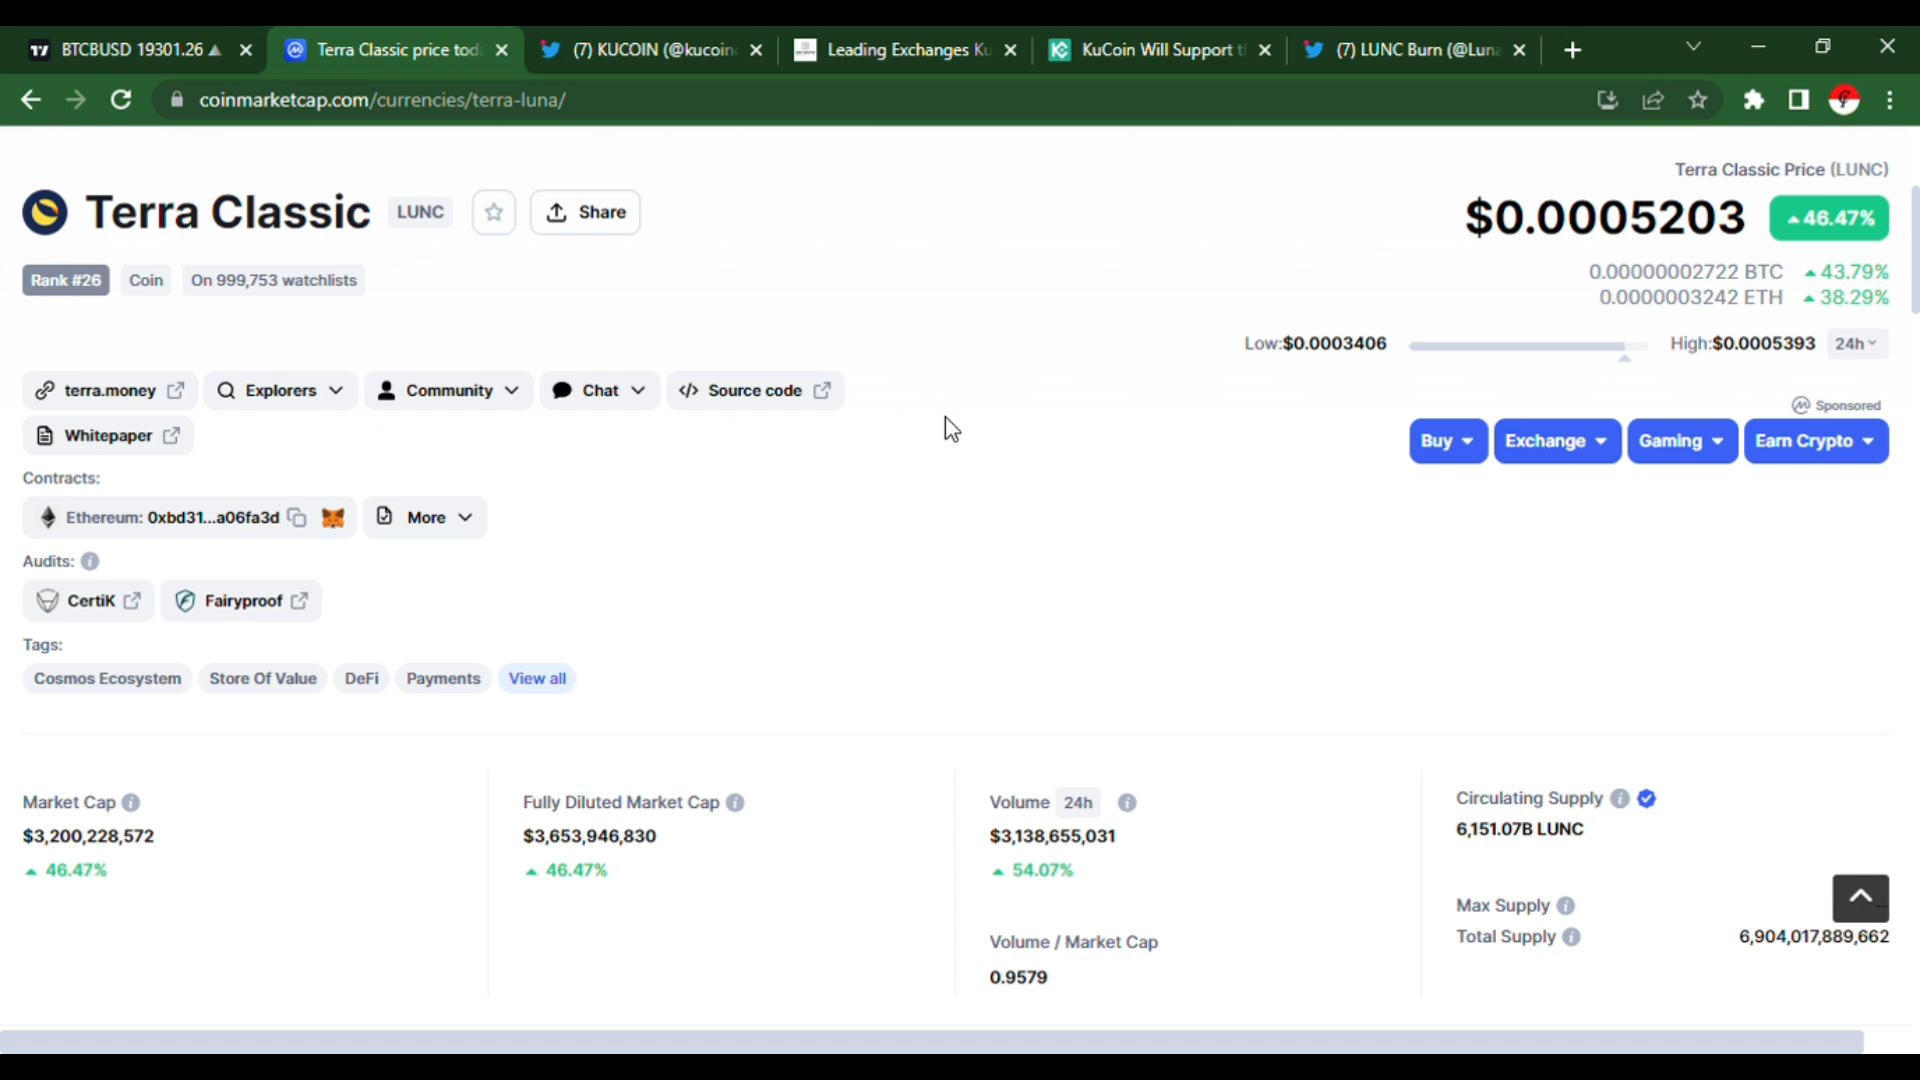 BTCBUSD 19301.26
Terra Classic price tod
(7) KUCOIN (@kucoin
Leading Exchanges Ku
KuCoin Will Support t
(7) LUNC Burn (@Luna
coinmarketcap.com/currencies/terra-luna/
Terra Classic Price (LUNC)
Terra Classic LUNC Share
$0.0005203 46.47%
Rank #26 Coin On 999,753 watchlists
0.00000002722 BTC 43.79%
0.0000003242 ETH 38.29%
Low:$0.0003406 High:$0.0005393 24h
terra.money Explorers Community Chat Source code
Sponsored
Whitepaper
Buy Exchange Gaming Earn Crypto
Contracts:
Ethereum: 0xbd31...a06fa3d More
Audits:
CertiK Fairyproof
Tags:
Cosmos Ecosystem Store Of Value DeFi Payments View all
Market Cap
$3,200,228,572
46.47%
Fully Diluted Market Cap
$3,653,946,830
46.47%
Volume 24h
$3,138,655,031
54.07%
Volume / Market Cap
0.9579
Circulating Supply
6,151.07B LUNC
Max Supply
Total Supply 6,904,017,889,662